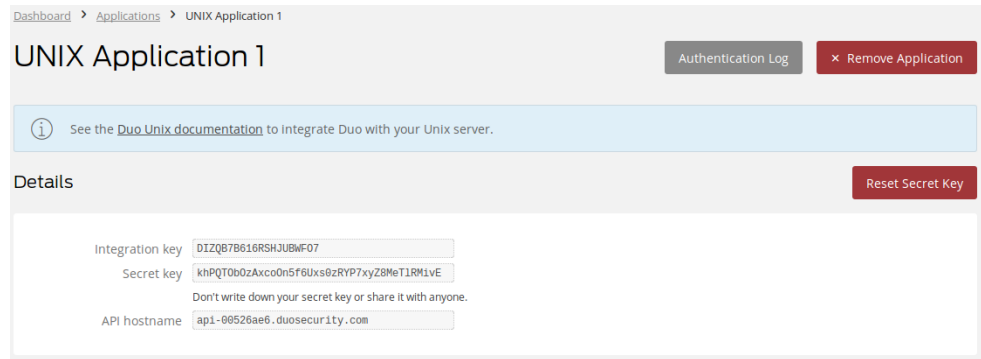 Dashboard > Applications > UNIX Application 1
UNIX Application 1
Authentication Log
× Remove Application
See the Duo Unix documentation to integrate Duo with your Unix server.
Details
Reset Secret Key
Integration key DIZQB7B616RSHJUBWFO7
Secret key khPQTObOzAxcoOn5f6Uxs0zRYP7xyZ8MeTlRMivE
Don't write down your secret key or share it with anyone.
API hostname api-00526ae6.duosecurity.com